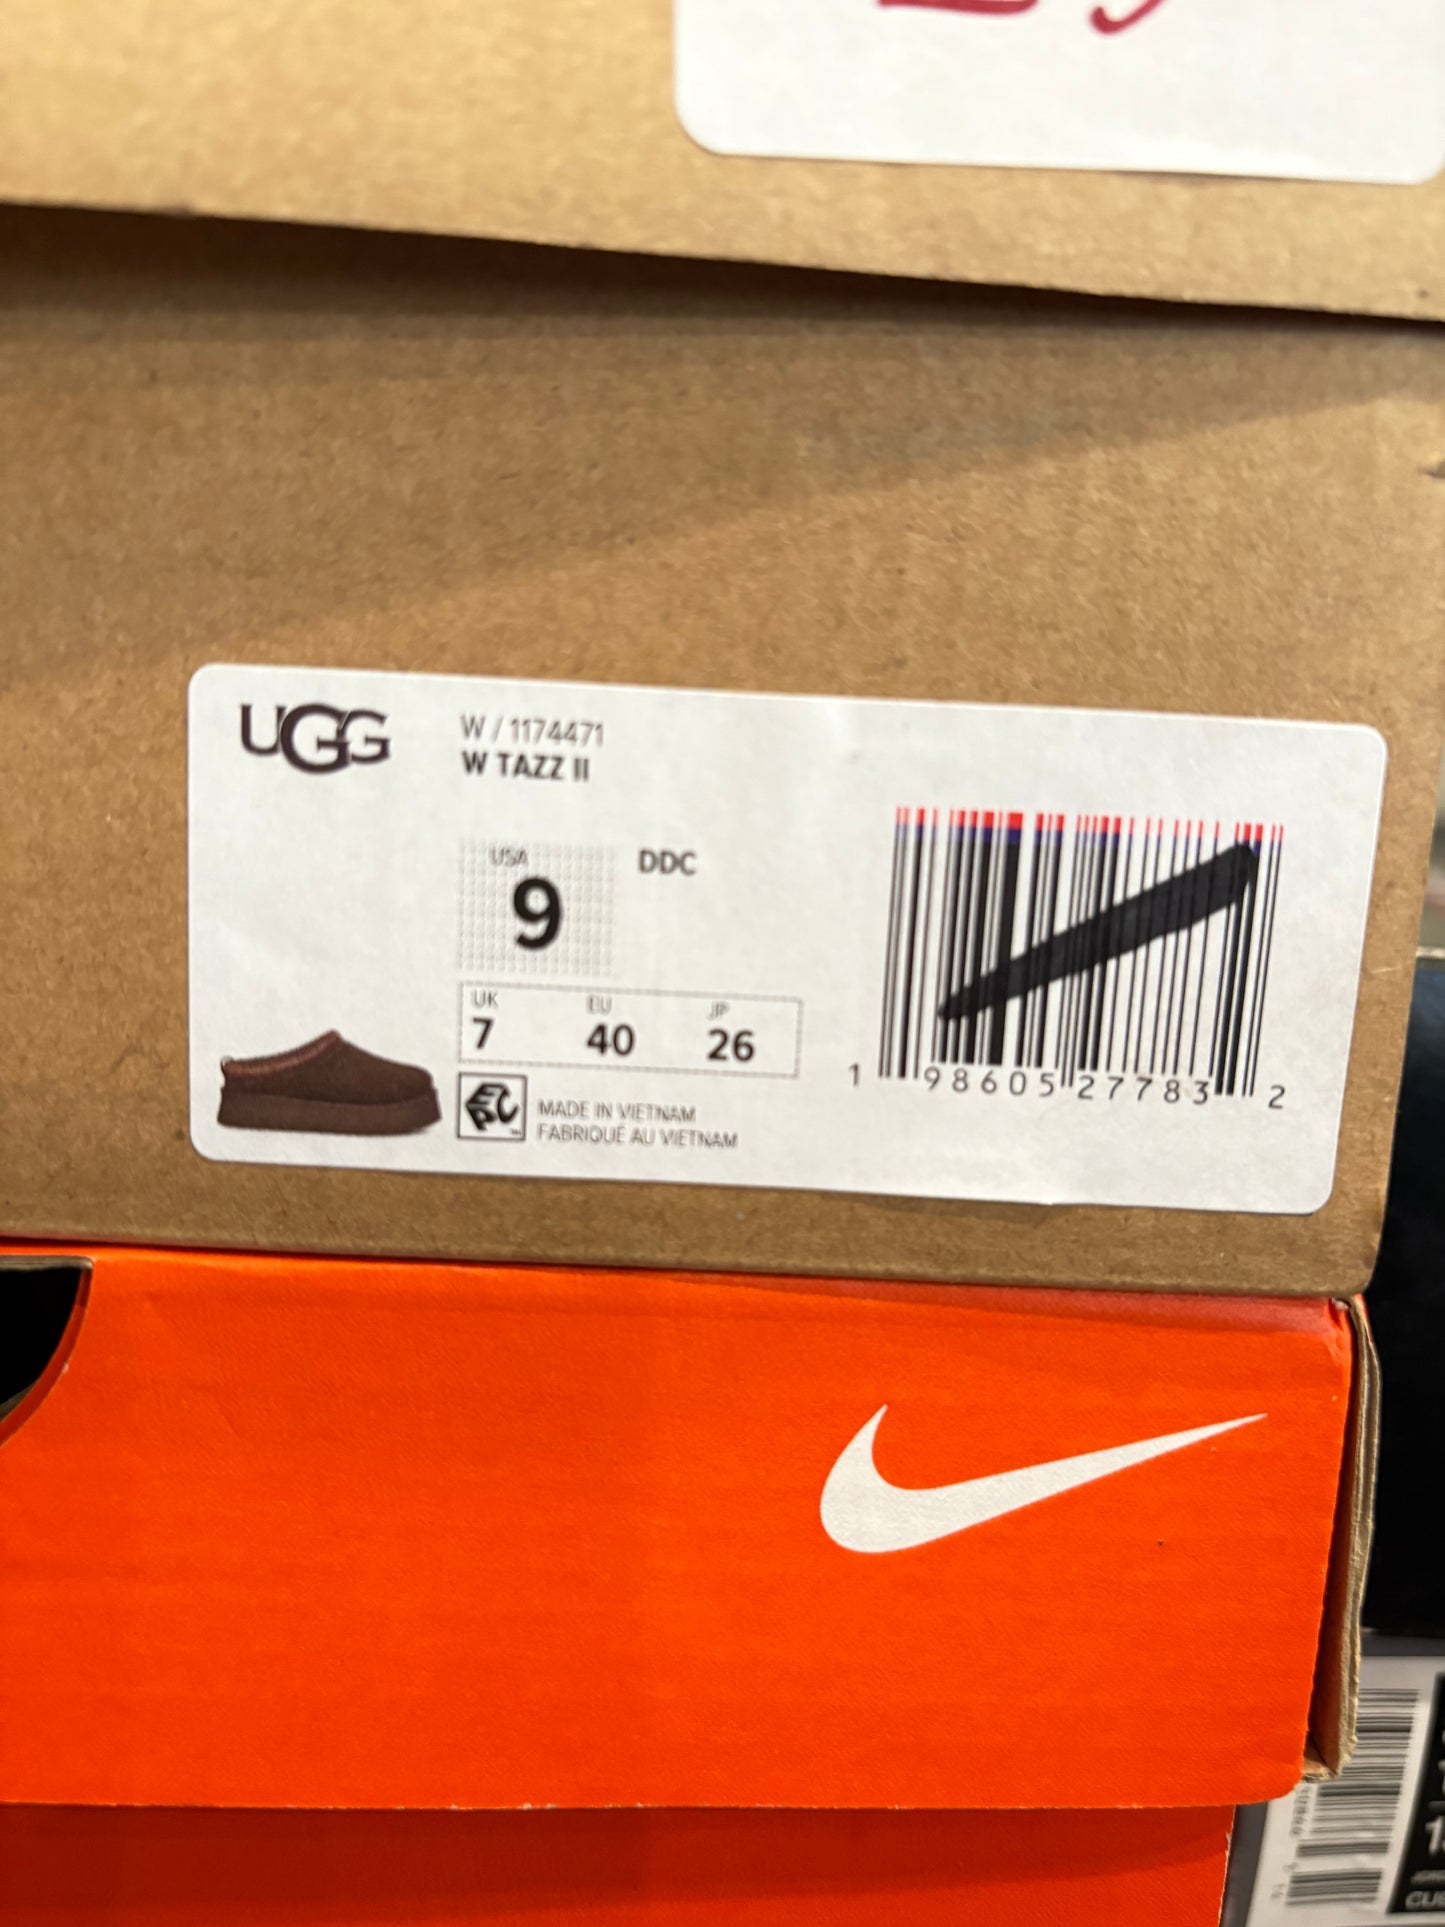 UGG
W / 1174471
W TAZZ II
USA
9
DDC
UK EU JP
7 40 26
MADE IN VIETNAM
FABRIQUÉ AU VIETNAM
1 98605 27783 2